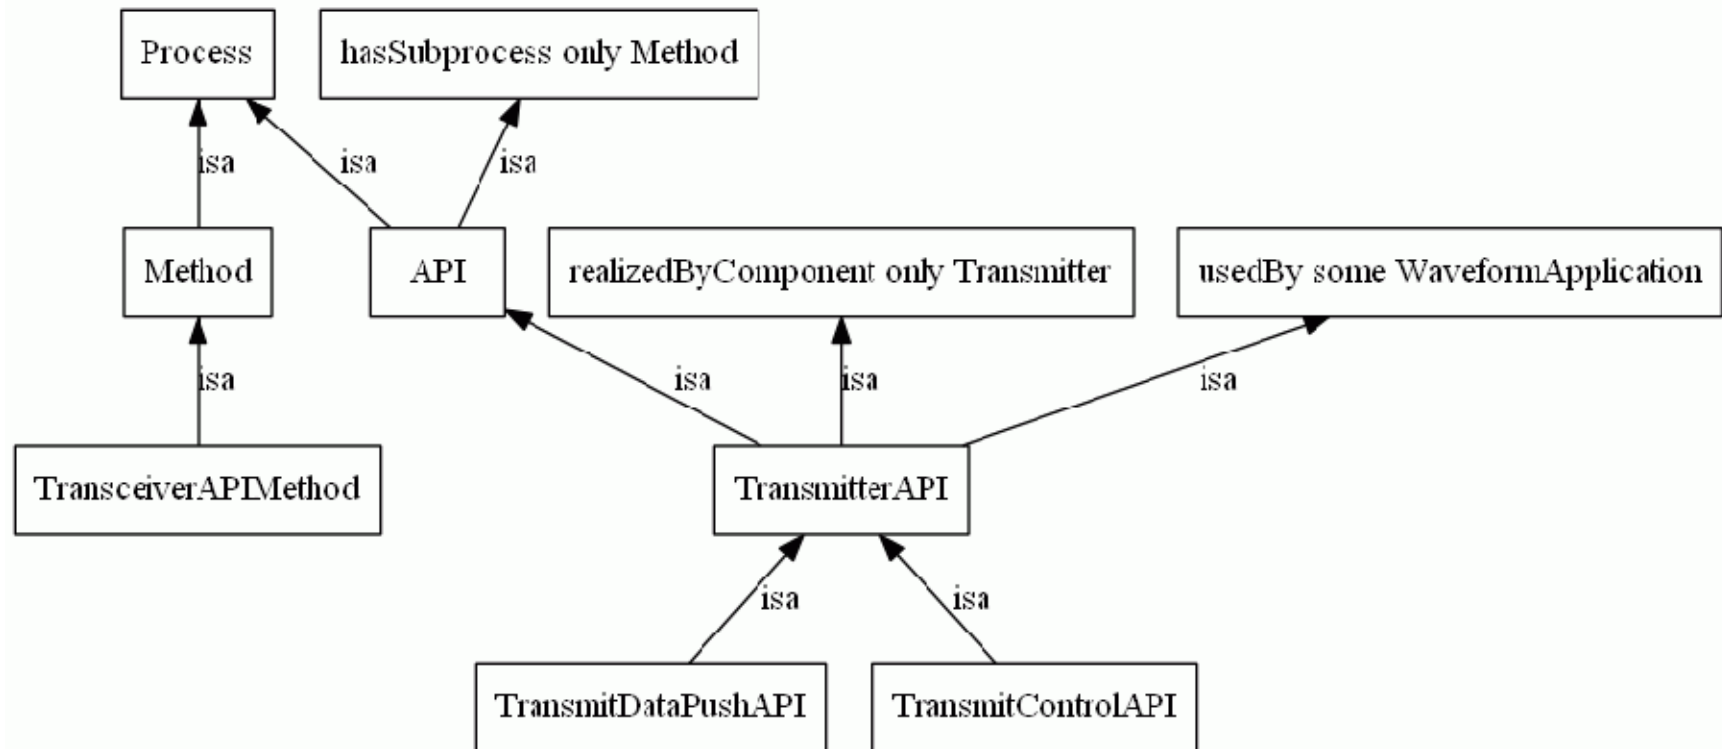 Process
hasSubprocess only Method
isa
isa
isa
Method
API
realizedByComponent only Transmitter
usedBy some WaveformApplication
isa
isa
isa
isa
TransceiverAPIMethod
TransmitterAPI
isa
isa
TransmitDataPushAPI
TransmitControlAPI